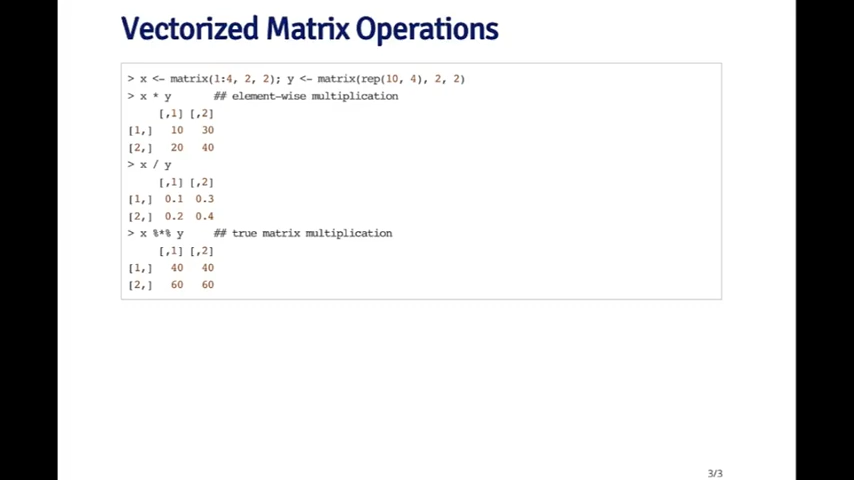 Vectorized Matrix Operations
> x <- matrix(1:4, 2, 2); y <- matrix(rep(10, 4), 2, 2)
> x * y       ## element-wise multiplication
     [,1] [,2]
[1,]   10   30
[2,]   20   40
> x / y
     [,1] [,2]
[1,]  0.1  0.3
[2,]  0.2  0.4
> x %*% y     ## true matrix multiplication
     [,1] [,2]
[1,]   40   40
[2,]   60   60
3/3